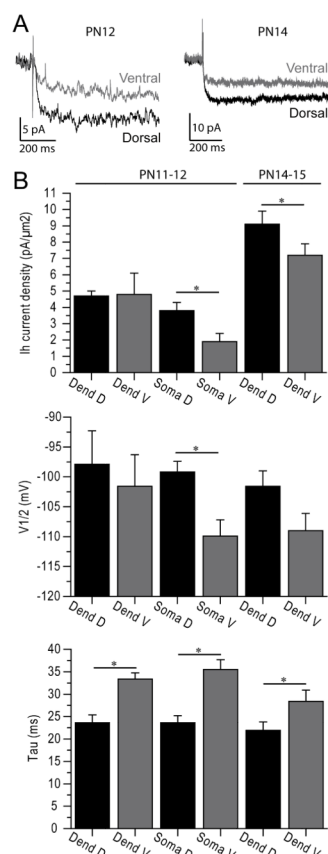 A
PN12
PN14
Ventral
Dorsal
5 pA
200 ms
Ventral
Dorsal
10 pA
200 ms
B
PN11-12
PN14-15
Ih current density (pA/µm2)
11
10
9
8
7
6
5
4
3
2
1
0
*
*
Dend D
Dend V
Soma D
Soma V
Dend D
Dend V
V1/2 (mV)
-90
-95
-100
-105
-110
-115
-120
*
Dend D
Dend V
Soma D
Soma V
Dend D
Dend V
Tau (ms)
40
35
30
25
20
15
10
5
0
*
*
*
Dend D
Dend V
Soma D
Soma V
Dend D
Dend V